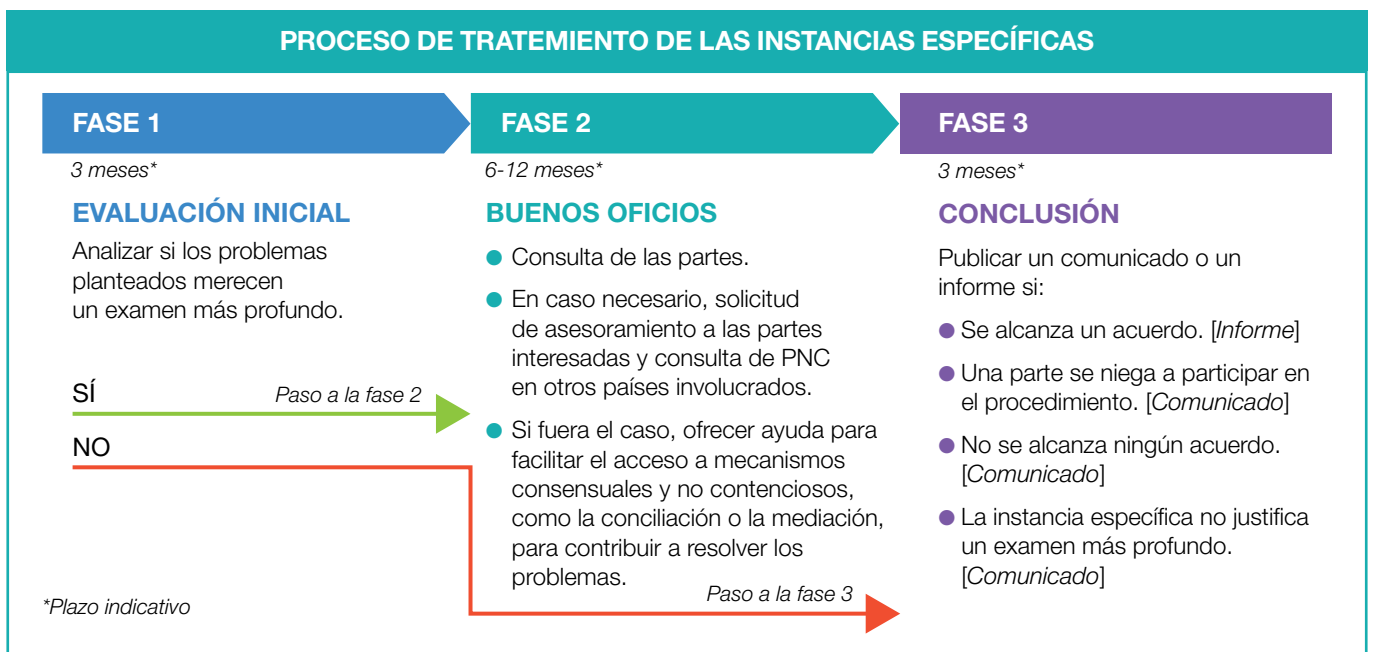 PROCESO DE TRATEMIENTO DE LAS INSTANCIAS ESPECÍFICAS
FASE 1
3 meses*
EVALUACIÓN INICIAL
Analizar si los problemas
planteados merecen
un examen más profundo.
SÍ
Paso a la fase 2
NO
*Plazo indicativo
FASE 2
6-12 meses*
BUENOS OFICIOS
● Consulta de las partes.
● En caso necesario, solicitud
de asesoramiento a las partes
interesadas y consulta de PNC
en otros países involucrados.
● Si fuera el caso, ofrecer ayuda para
facilitar el acceso a mecanismos
consensuales y no contenciosos,
como la conciliación o la mediación,
para contribuir a resolver los
problemas.
Paso a la fase 3
FASE 3
3 meses*
CONCLUSIÓN
Publicar un comunicado o un
informe si:
● Se alcanza un acuerdo. [Informe]
● Una parte se niega a participar en
el procedimiento. [Comunicado]
● No se alcanza ningún acuerdo.
[Comunicado]
● La instancia específica no justifica
un examen más profundo.
[Comunicado]